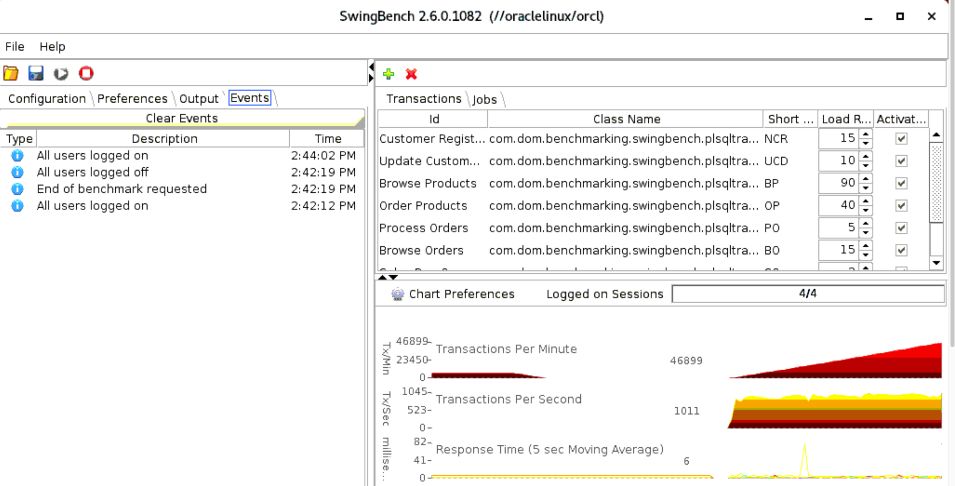 SwingBench 2.6.0.1082 (//oraclelinux/orcl)
File Help
Configuration Preferences Output Events
Clear Events
Type Description Time
All users logged on 2:44:02 PM
All users logged off 2:42:19 PM
End of benchmark requested 2:42:19 PM
All users logged on 2:42:12 PM
Transactions Jobs
Id Class Name Short ... Load R... Activat...
Customer Regist... com.dom.benchmarking.swingbench.plsqltra... NCR 15
Update Custom... com.dom.benchmarking.swingbench.plsqltra... UCD 10
Browse Products com.dom.benchmarking.swingbench.plsqltra... BP 90
Order Products com.dom.benchmarking.swingbench.plsqltra... OP 40
Process Orders com.dom.benchmarking.swingbench.plsqltra... PO 5
Browse Orders com.dom.benchmarking.swingbench.plsqltra... BO 15
Chart Preferences Logged on Sessions 4/4
Tx/Min
46899
23450
0
Transactions Per Minute
46899
Tx/Sec
1045
523
0
Transactions Per Second
1011
millise...
82
41
0
Response Time (5 sec Moving Average)
6